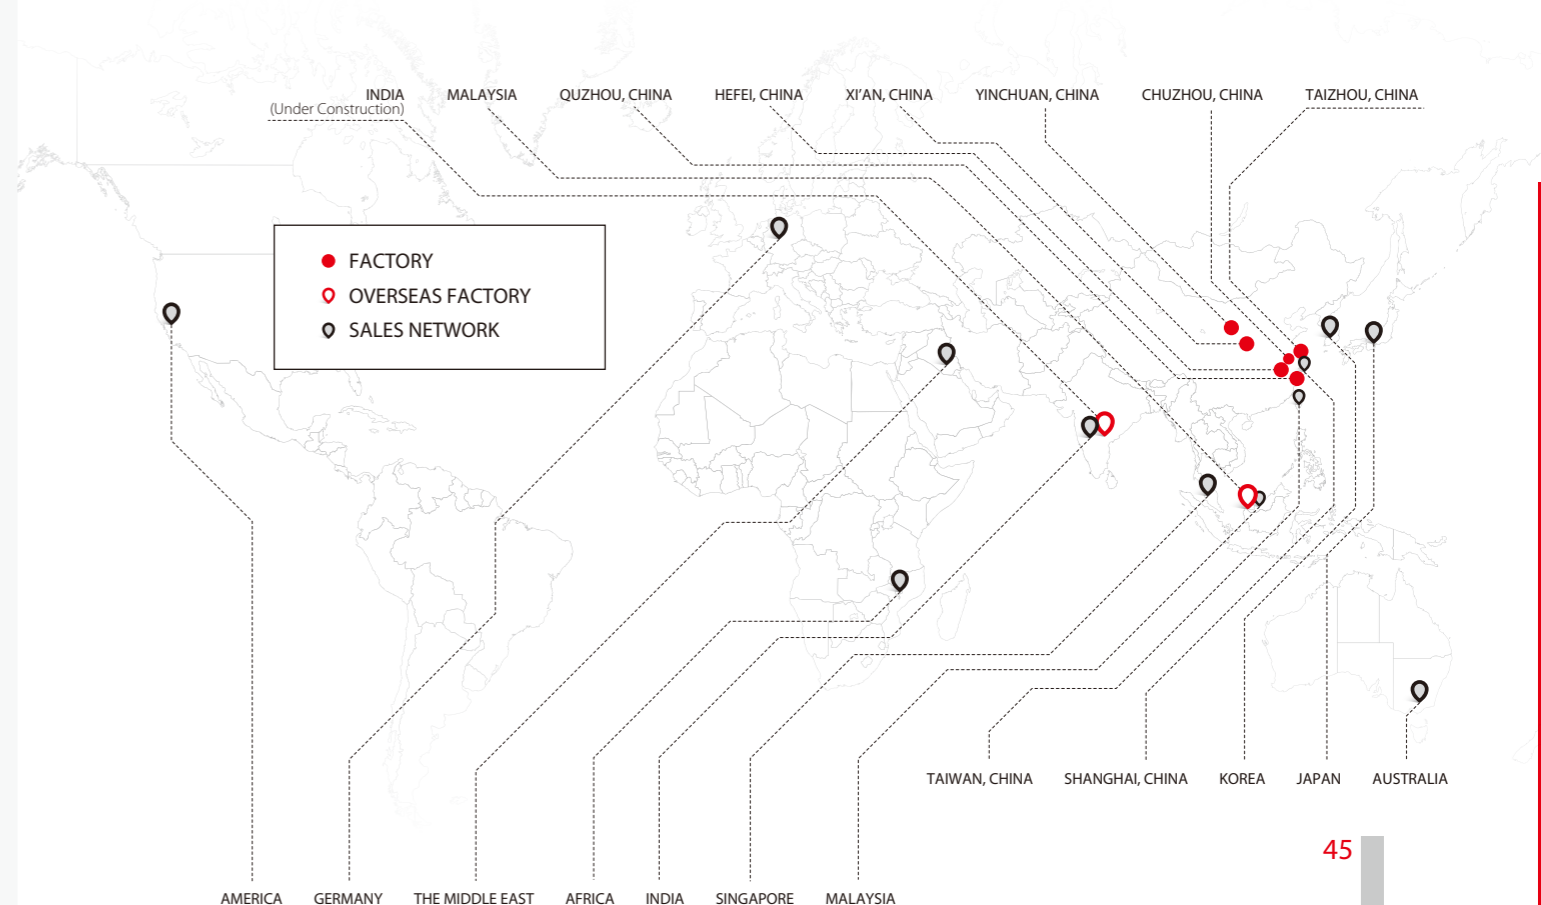 INDIA
(Under Construction)
MALAYSIA
QUZHOU, CHINA
HEFEI, CHINA
XI’AN, CHINA
YINCHUAN, CHINA
CHUZHOU, CHINA
TAIZHOU, CHINA
FACTORY
OVERSEAS FACTORY
SALES NETWORK
TAIWAN, CHINA
SHANGHAI, CHINA
KOREA
JAPAN
AUSTRALIA
45
AMERICA
GERMANY
THE MIDDLE EAST
AFRICA
INDIA
SINGAPORE
MALAYSIA